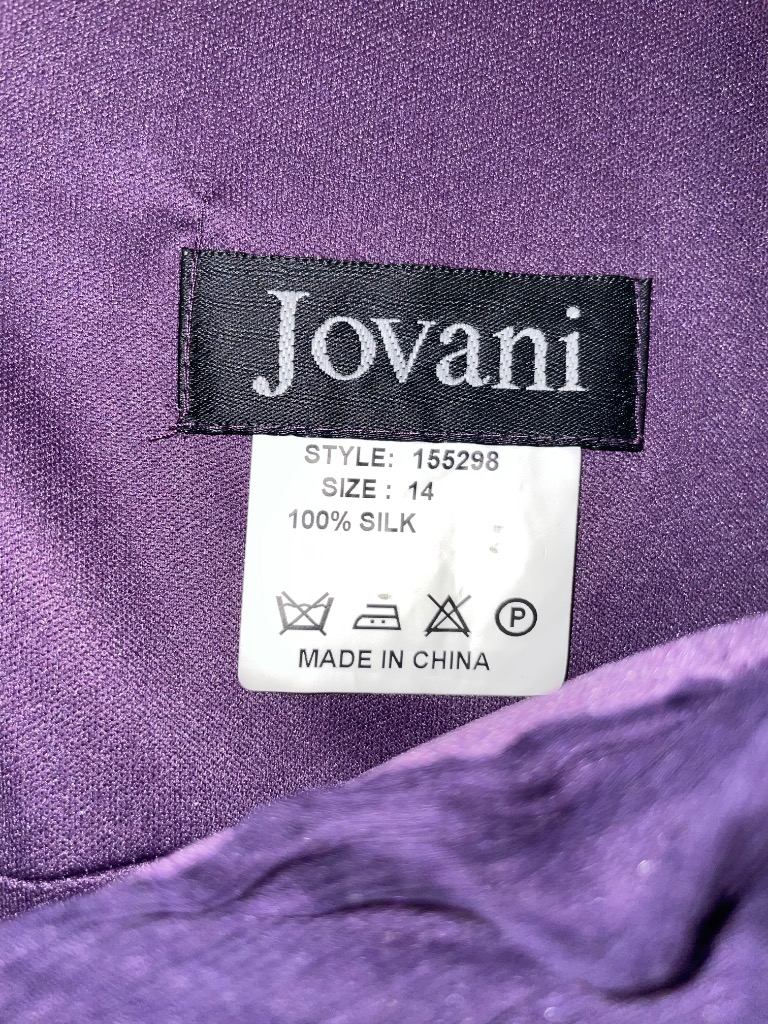 Jovani
STYLE: 155298
SIZE : 14
100% SILK
P
MADE IN CHINA